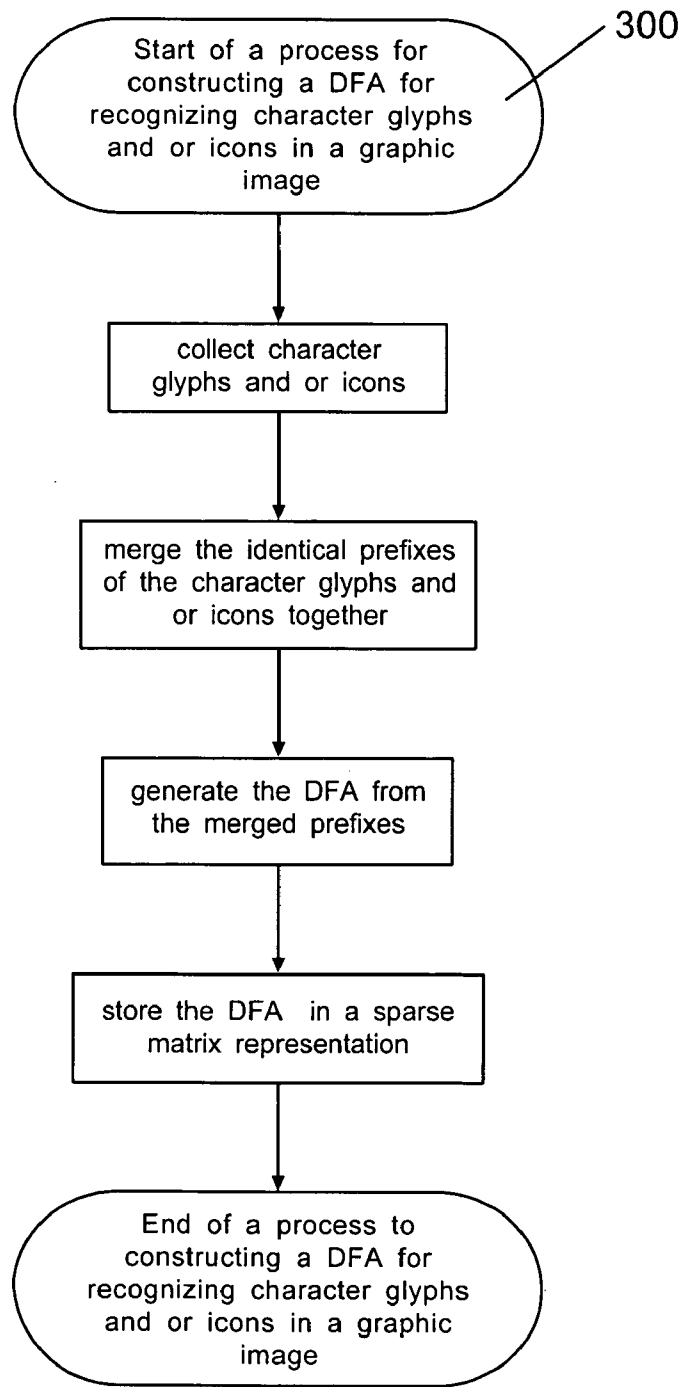 300
Start of a process for
constructing a DFA for
recognizing character glyphs
and or icons in a graphic
image
collect character
glyphs and or icons
merge the identical prefixes
of the character glyphs and
or icons together
generate the DFA from
the merged prefixes
store the DFA in a sparse
matrix representation
End of a process to
constructing a DFA for
recognizing character glyphs
and or icons in a graphic
image